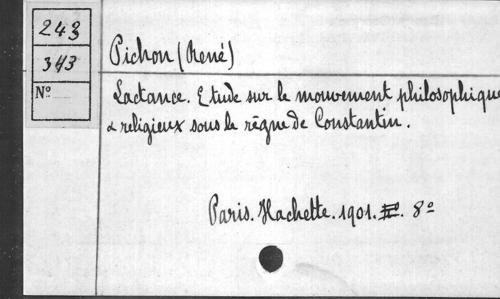 243
343
N°
Pichon (René)
Lactance. Etude sur le mouvement philosophique
& religieux sous le règne de Constantin.
Paris. Hachette. 1901. 8°